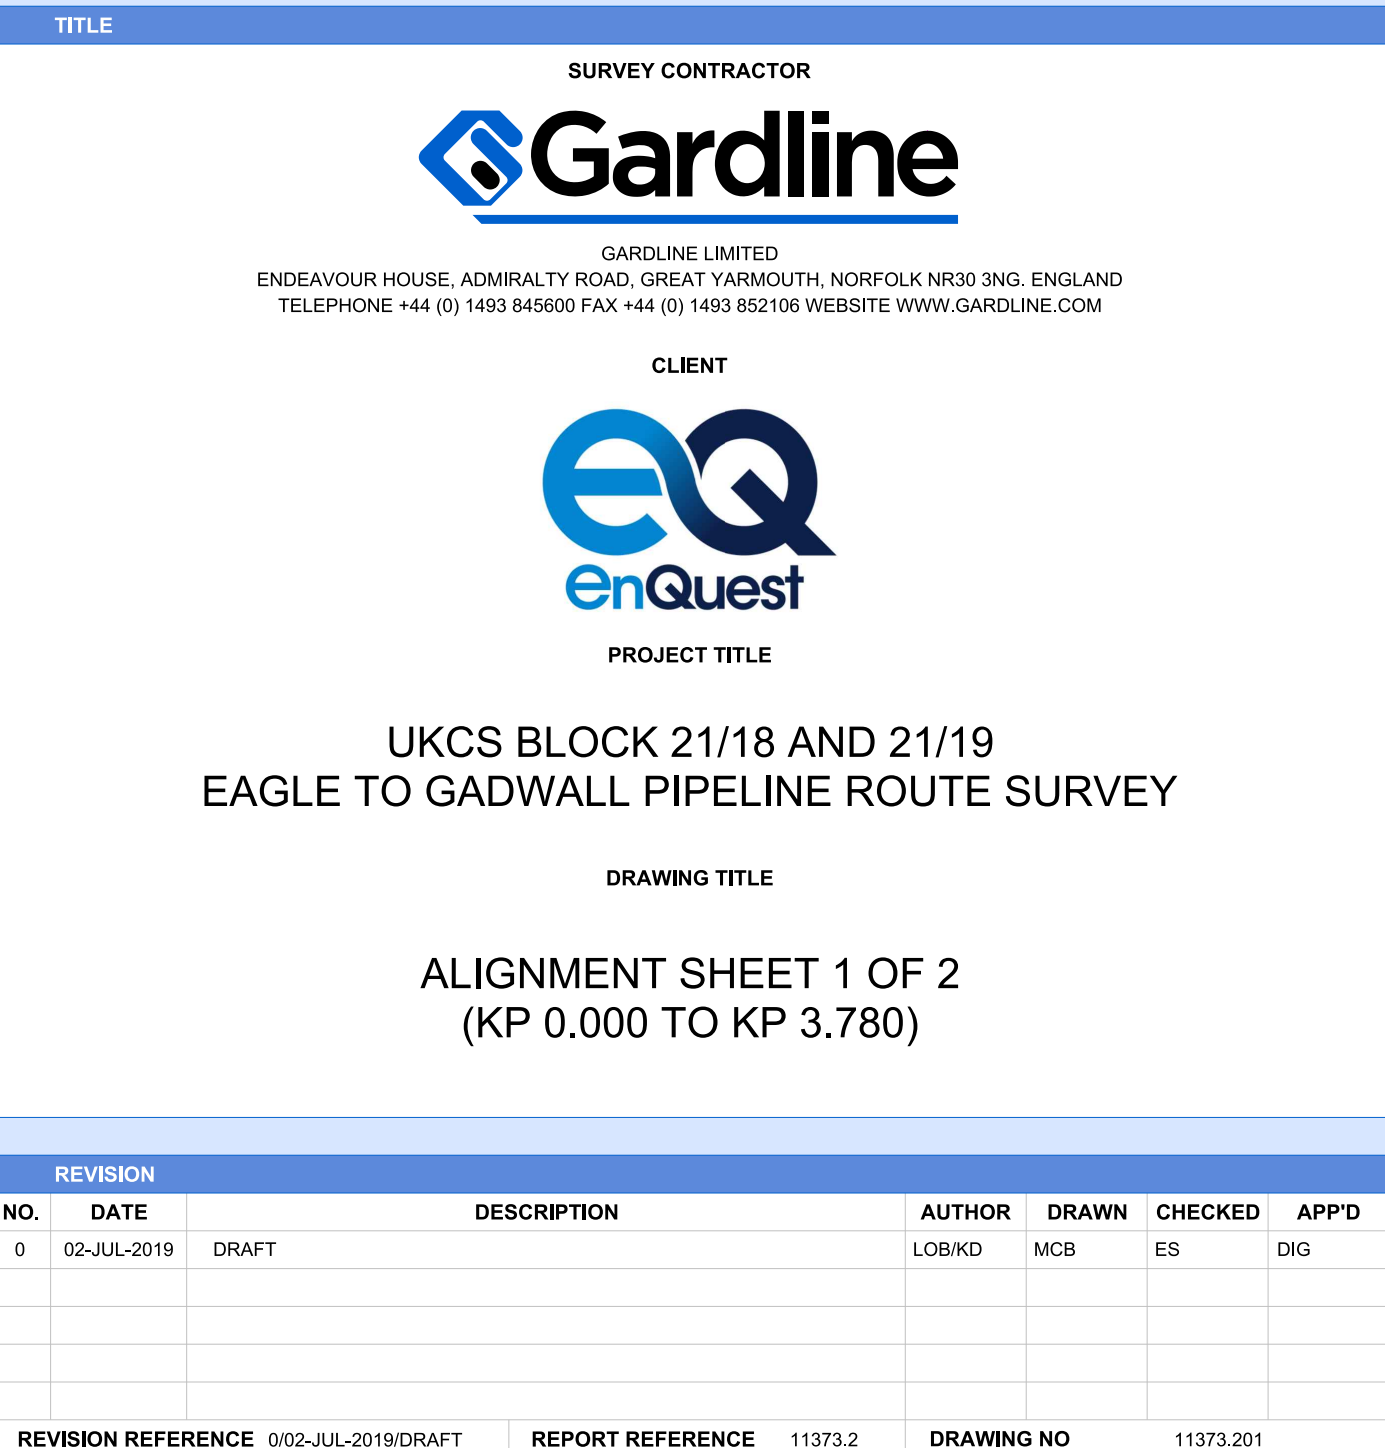 TITLE
SURVEY CONTRACTOR
Gardline
GARDLINE LIMITED
ENDEAVOUR HOUSE, ADMIRALTY ROAD, GREAT YARMOUTH, NORFOLK NR30 3NG. ENGLAND
TELEPHONE +44 (0) 1493 845600 FAX +44 (0) 1493 852106 WEBSITE WWW.GARDLINE.COM
CLIENT
eQ
enQuest
PROJECT TITLE
UKCS BLOCK 21/18 AND 21/19
EAGLE TO GADWALL PIPELINE ROUTE SURVEY
DRAWING TITLE
ALIGNMENT SHEET 1 OF 2
(KP 0.000 TO KP 3.780)
REVISION
NO. DATE DESCRIPTION AUTHOR DRAWN CHECKED APP'D
0 02-JUL-2019 DRAFT LOB/KD MCB ES DIG
REVISION REFERENCE 0/02-JUL-2019/DRAFT REPORT REFERENCE 11373.2 DRAWING NO 11373.201